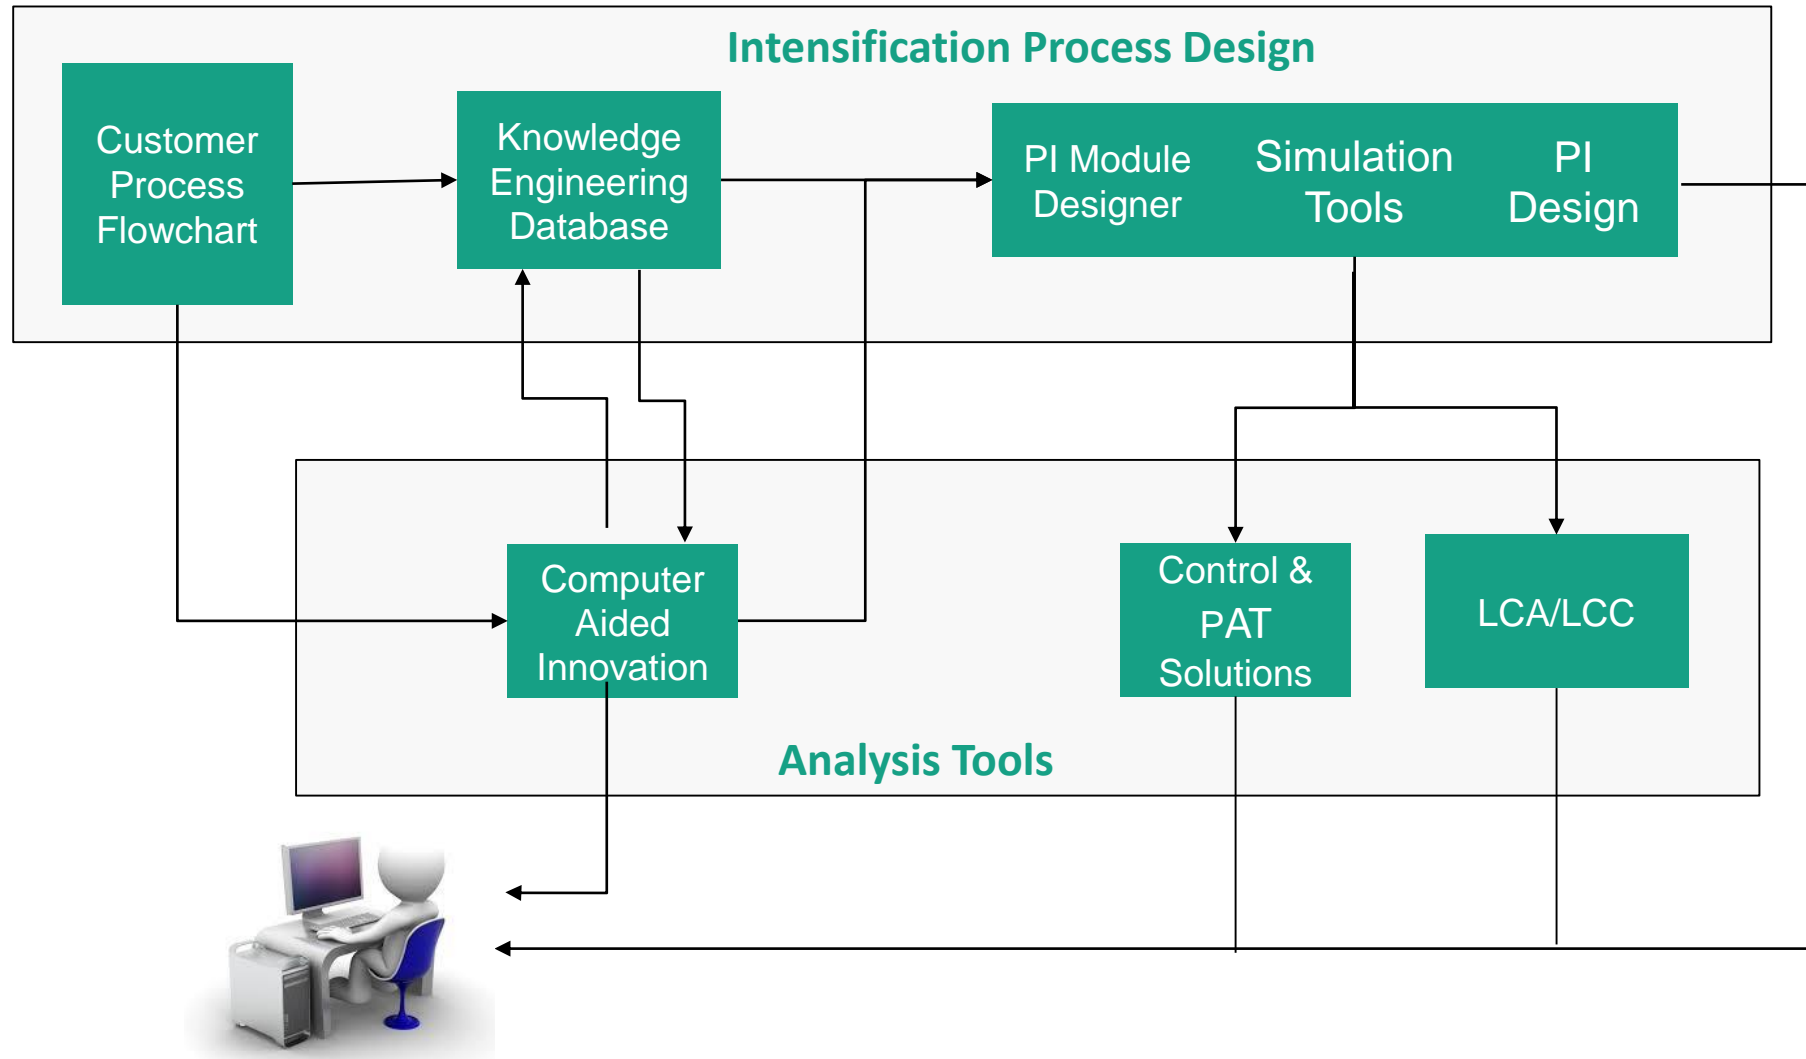 Intensification Process Design
Customer
Process
Flowchart
Knowledge
Engineering
Database
PI Module
Designer
Simulation
Tools
PI
Design
Computer
Aided
Innovation
Control &
PAT
Solutions
LCA/LCC
Analysis Tools